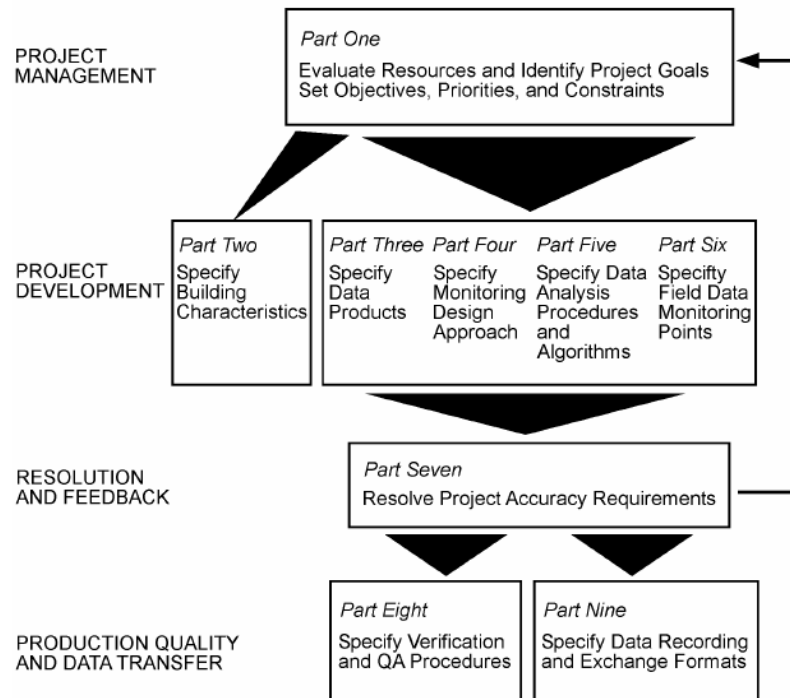 PROJECT
MANAGEMENT
Part One
Evaluate Resources and Identify Project Goals
Set Objectives, Priorities, and Constraints
PROJECT
DEVELOPMENT
Part Two
Specify
Building
Characteristics
Part Three
Specify
Data
Products
Part Four
Specify
Monitoring
Design
Approach
Part Five
Specify Data
Analysis
Procedures
and
Algorithms
Part Six
Specifty
Field Data
Monitoring
Points
RESOLUTION
AND FEEDBACK
Part Seven
Resolve Project Accuracy Requirements
PRODUCTION QUALITY
AND DATA TRANSFER
Part Eight
Specify Verification
and QA Procedures
Part Nine
Specify Data Recording
and Exchange Formats